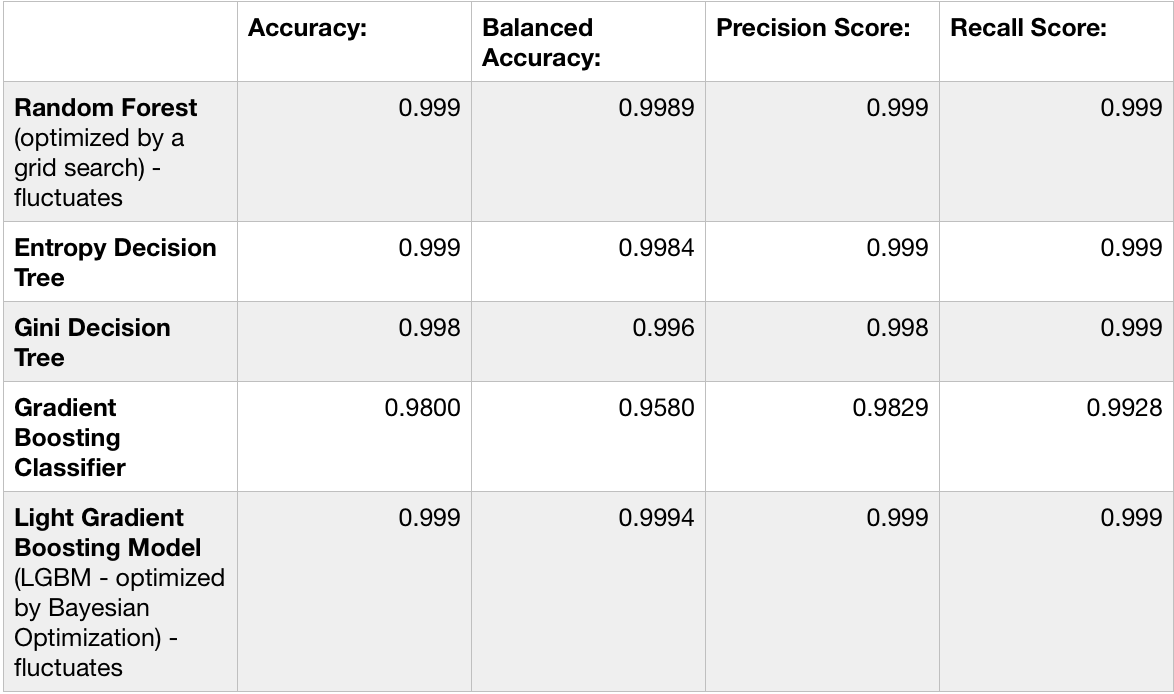 Accuracy: Balanced Accuracy: Precision Score: Recall Score:
Random Forest (optimized by a grid search) - fluctuates 0.999 0.9989 0.999 0.999
Entropy Decision Tree 0.999 0.9984 0.999 0.999
Gini Decision Tree 0.998 0.996 0.998 0.999
Gradient Boosting Classifier 0.9800 0.9580 0.9829 0.9928
Light Gradient Boosting Model (LGBM - optimized by Bayesian Optimization) - fluctuates 0.999 0.9994 0.999 0.999